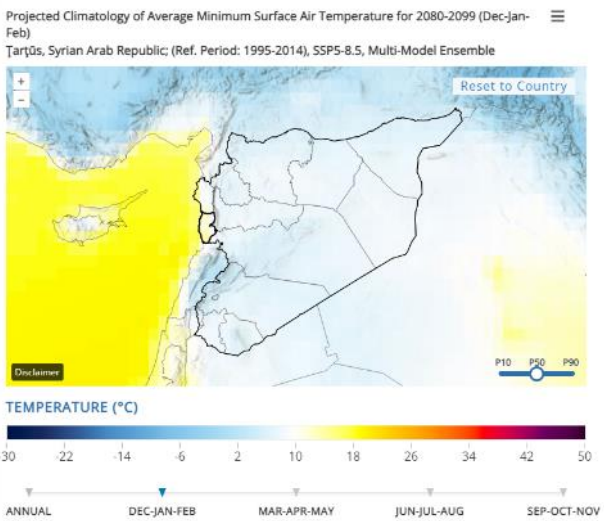 Projected Climatology of Average Minimum Surface Air Temperature for 2080-2099 (Dec-Jan-
Feb)
Ţarţūs, Syrian Arab Republic; (Ref. Period: 1995-2014), SSP5-8.5, Multi-Model Ensemble
+
Reset to Country
−
P10 P50 P90
Disclaimer
TEMPERATURE (°C)
30 -22 -14 -6 2 10 18 26 34 42 50
ANNUAL DEC-JAN-FEB MAR-APR-MAY JUN-JUL-AUG SEP-OCT-NOV